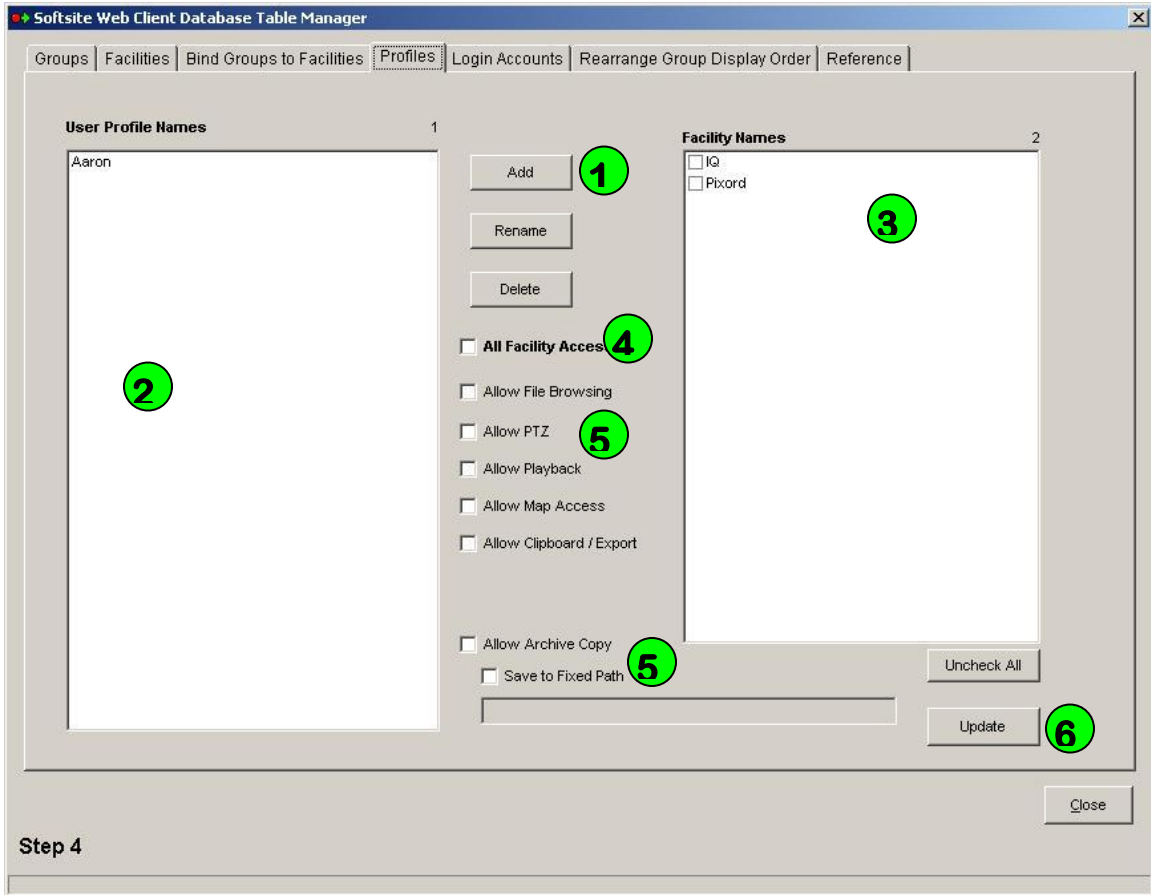 Softsite Web Client Database Table Manager
Groups Facilities Bind Groups to Facilities Profiles Login Accounts Rearrange Group Display Order Reference
User Profile Names 1
Aaron
Add 1
Rename
Delete
Facility Names 2
IQ
Pixord
3
2
All Facility Acces 4
Allow File Browsing
Allow PTZ 5
Allow Playback
Allow Map Access
Allow Clipboard / Export
Allow Archive Copy
Save to Fixed Path 5
Uncheck All
Update 6
Close
Step 4